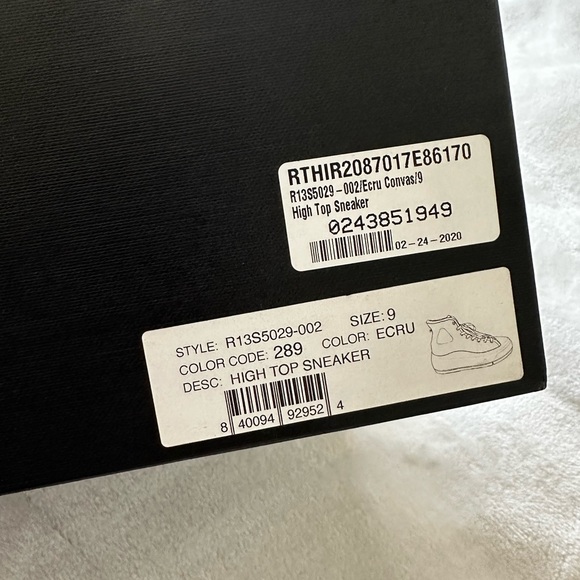 RTHIR2087017E86170
R13S5029-002/Ecru Convas/9
High Top Sneaker
0243851949
02-24-2020
STYLE: R13S5029-002 SIZE: 9
COLOR CODE: 289 COLOR: ECRU
DESC: HIGH TOP SNEAKER
8 40094 92952 4